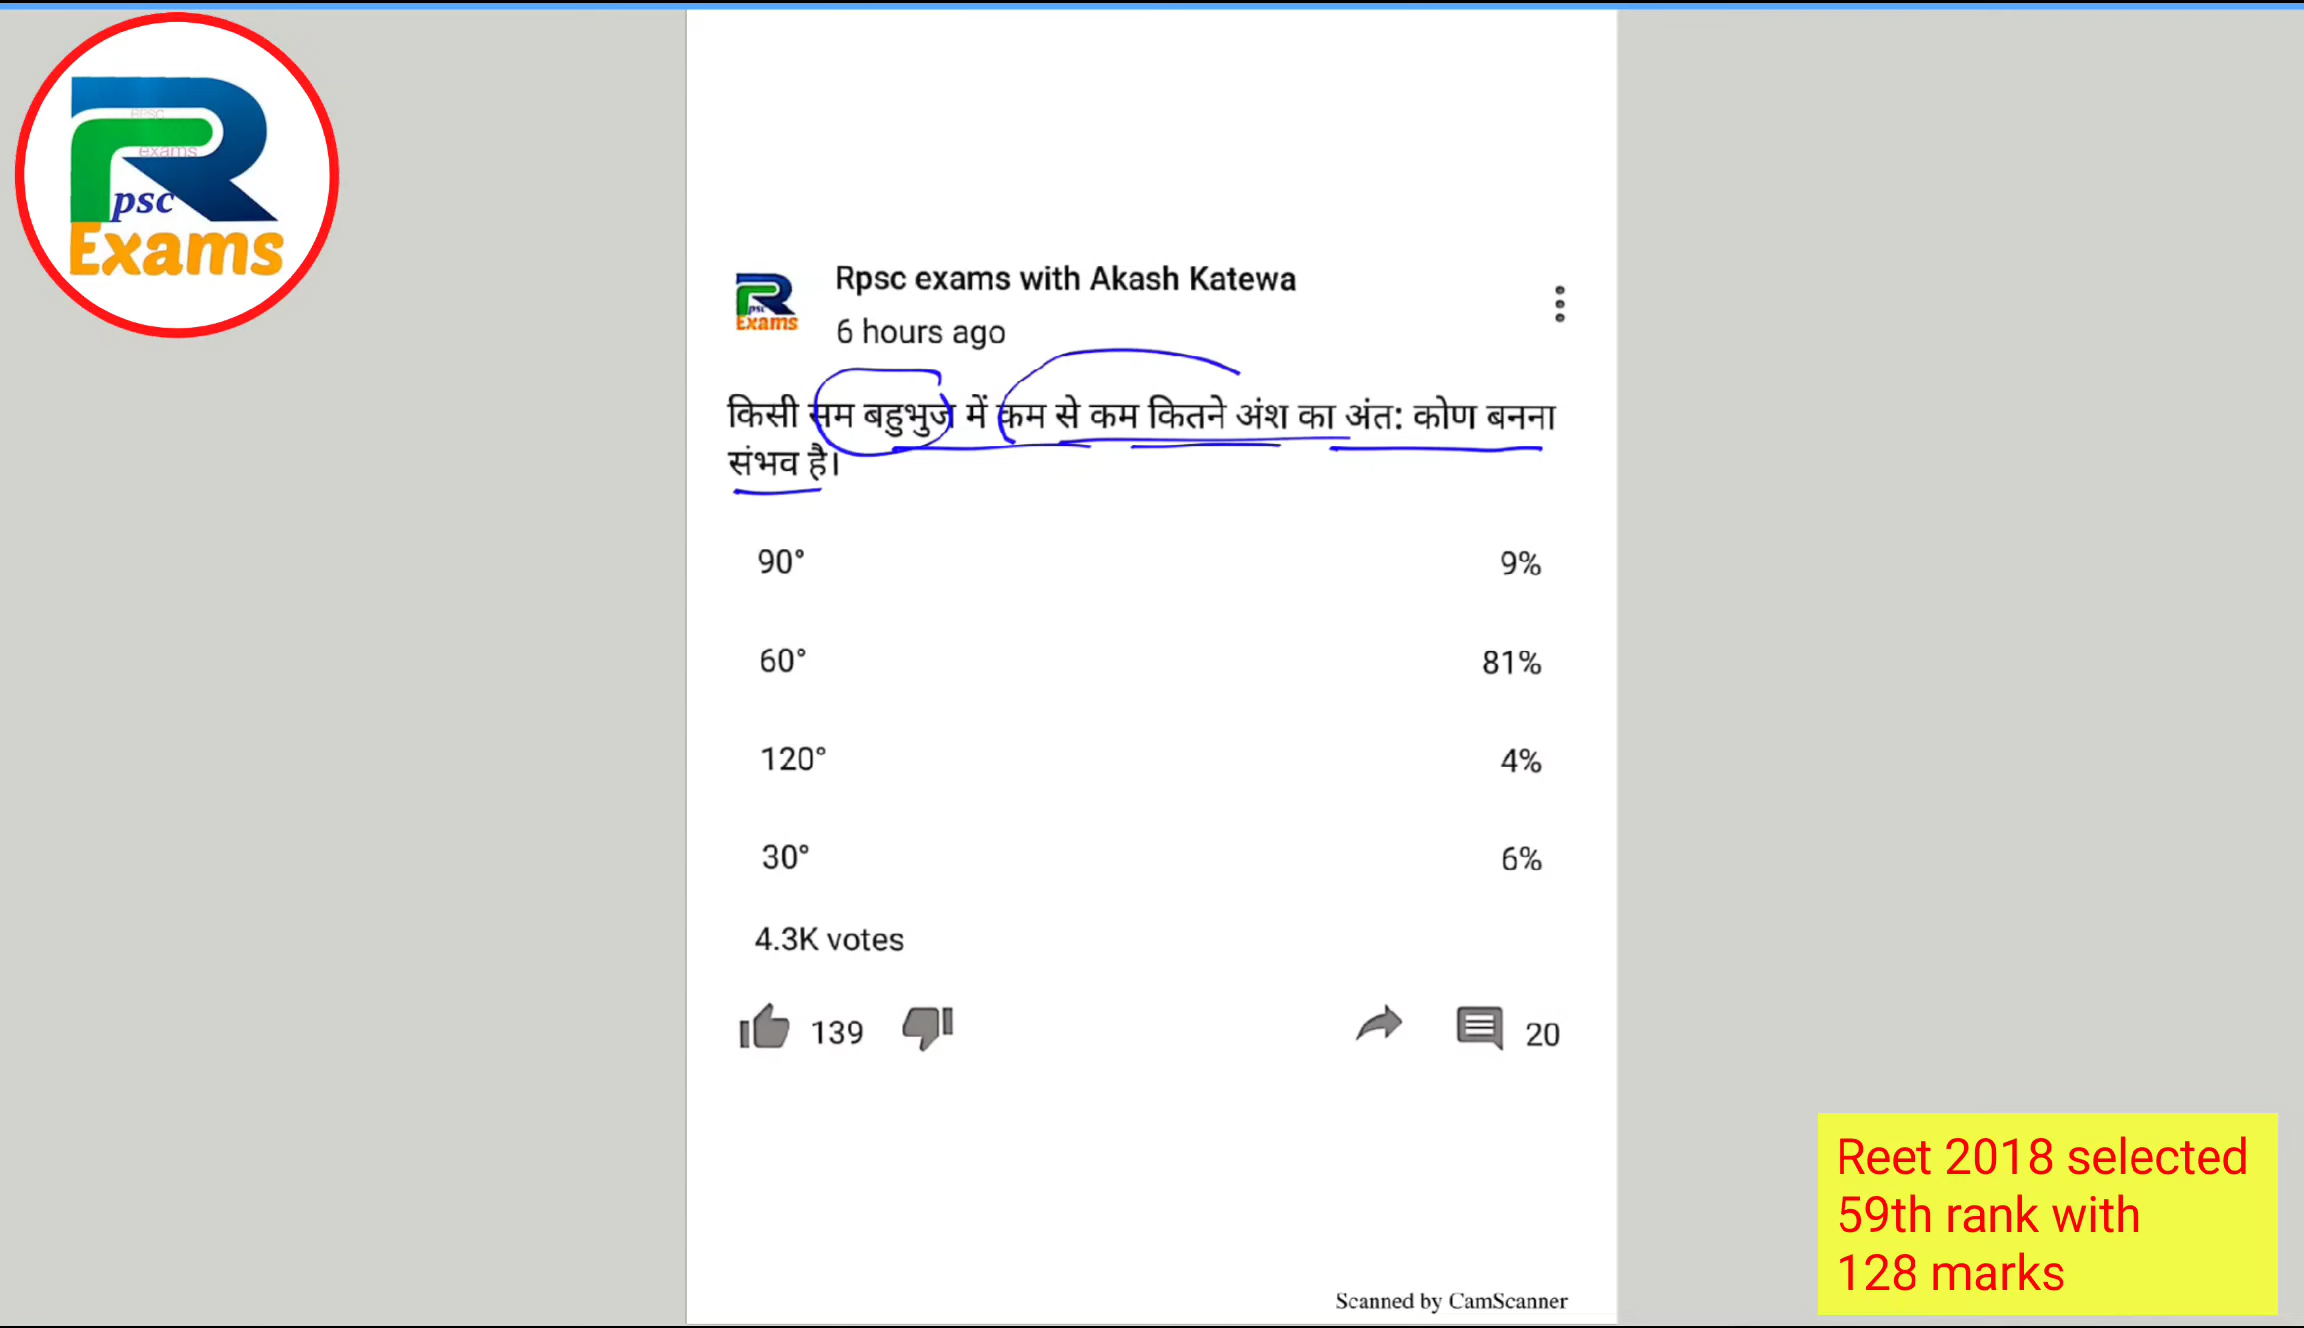 RPSC
exams
psc
Exams
psc
Exams
Rpsc exams with Akash Katewa
6 hours ago
किसी सम बहुभुज में कम से कम कितने अंश का अंत: कोण बनना
संभव है।
90° 9%
60° 81%
120° 4%
30° 6%
4.3K votes
139 20
Reet 2018 selected
59th rank with
128 marks
Scanned by CamScanner